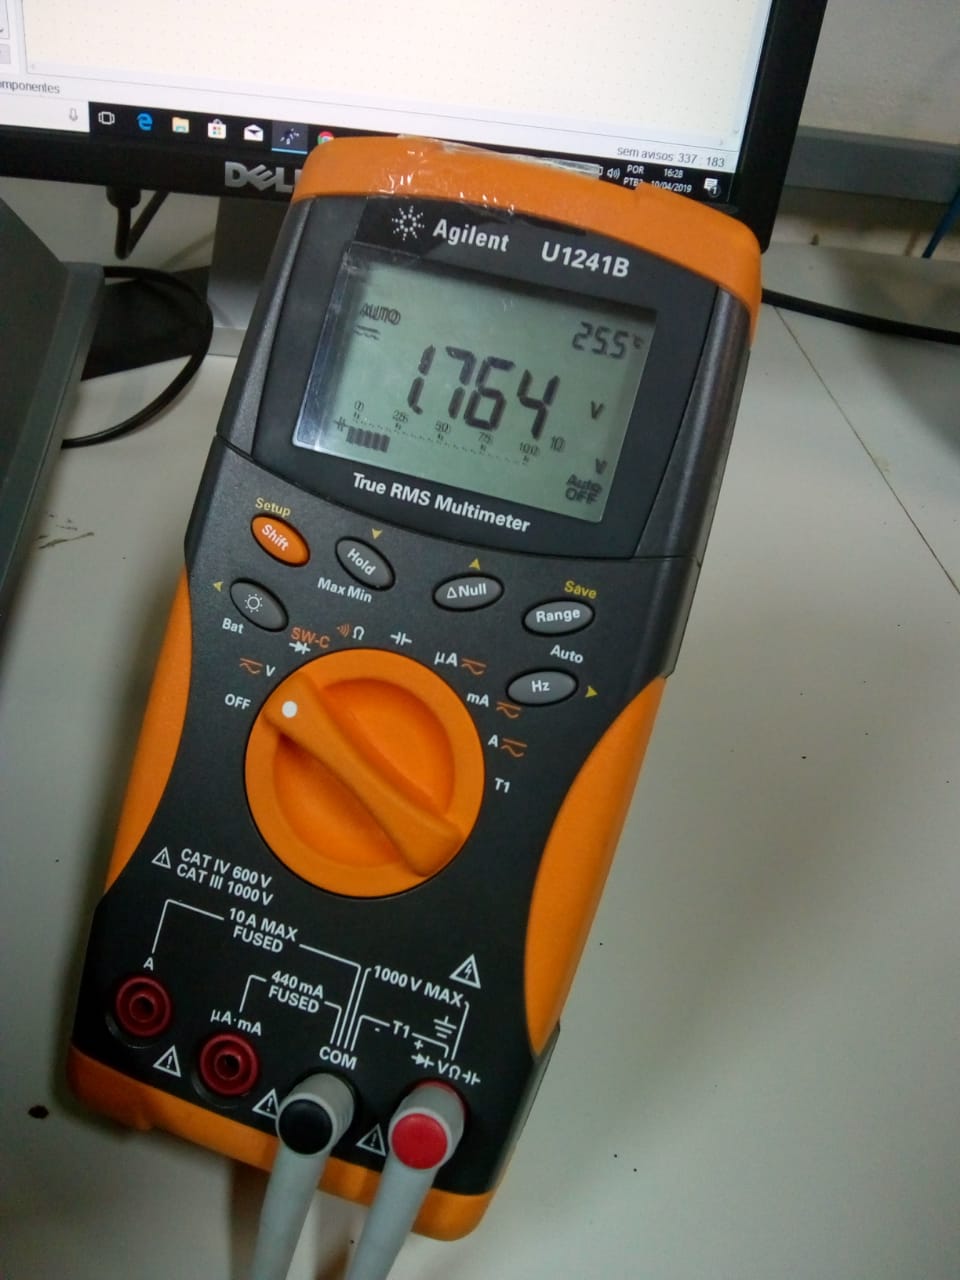 omponentes
sem avisos 337 : 183
POR
16:28
10/04/2019
DELL
Agilent U1241B
AUTO
25.5°C
1.764 V
0 25 50 75 100 10
V
Auto
OFF
True RMS Multimeter
Setup
Shift
Hold
Max Min
ΔNull
Save
Range
Auto
Bat
SW-C
Ω
V
OFF
μA
mA
Hz
A
T1
CAT IV 600 V
CAT III 1000 V
10 A MAX
FUSED
440 mA
FUSED
1000 V MAX
A
μA·mA
COM
- T1 +
VΩ